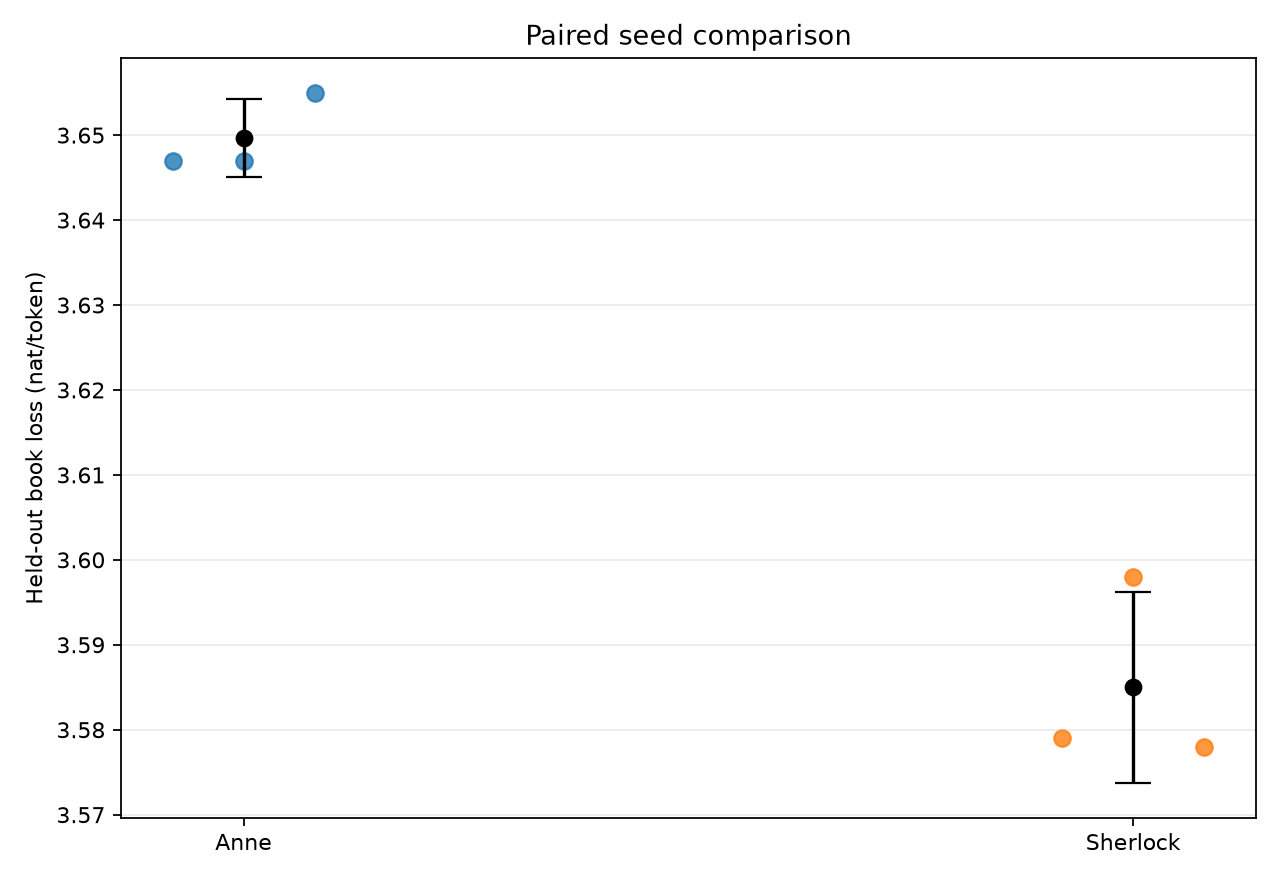 Paired seed comparison
Held-out book loss (nat/token)
3.65
3.64
3.63
3.62
3.61
3.60
3.59
3.58
3.57
Anne
Sherlock